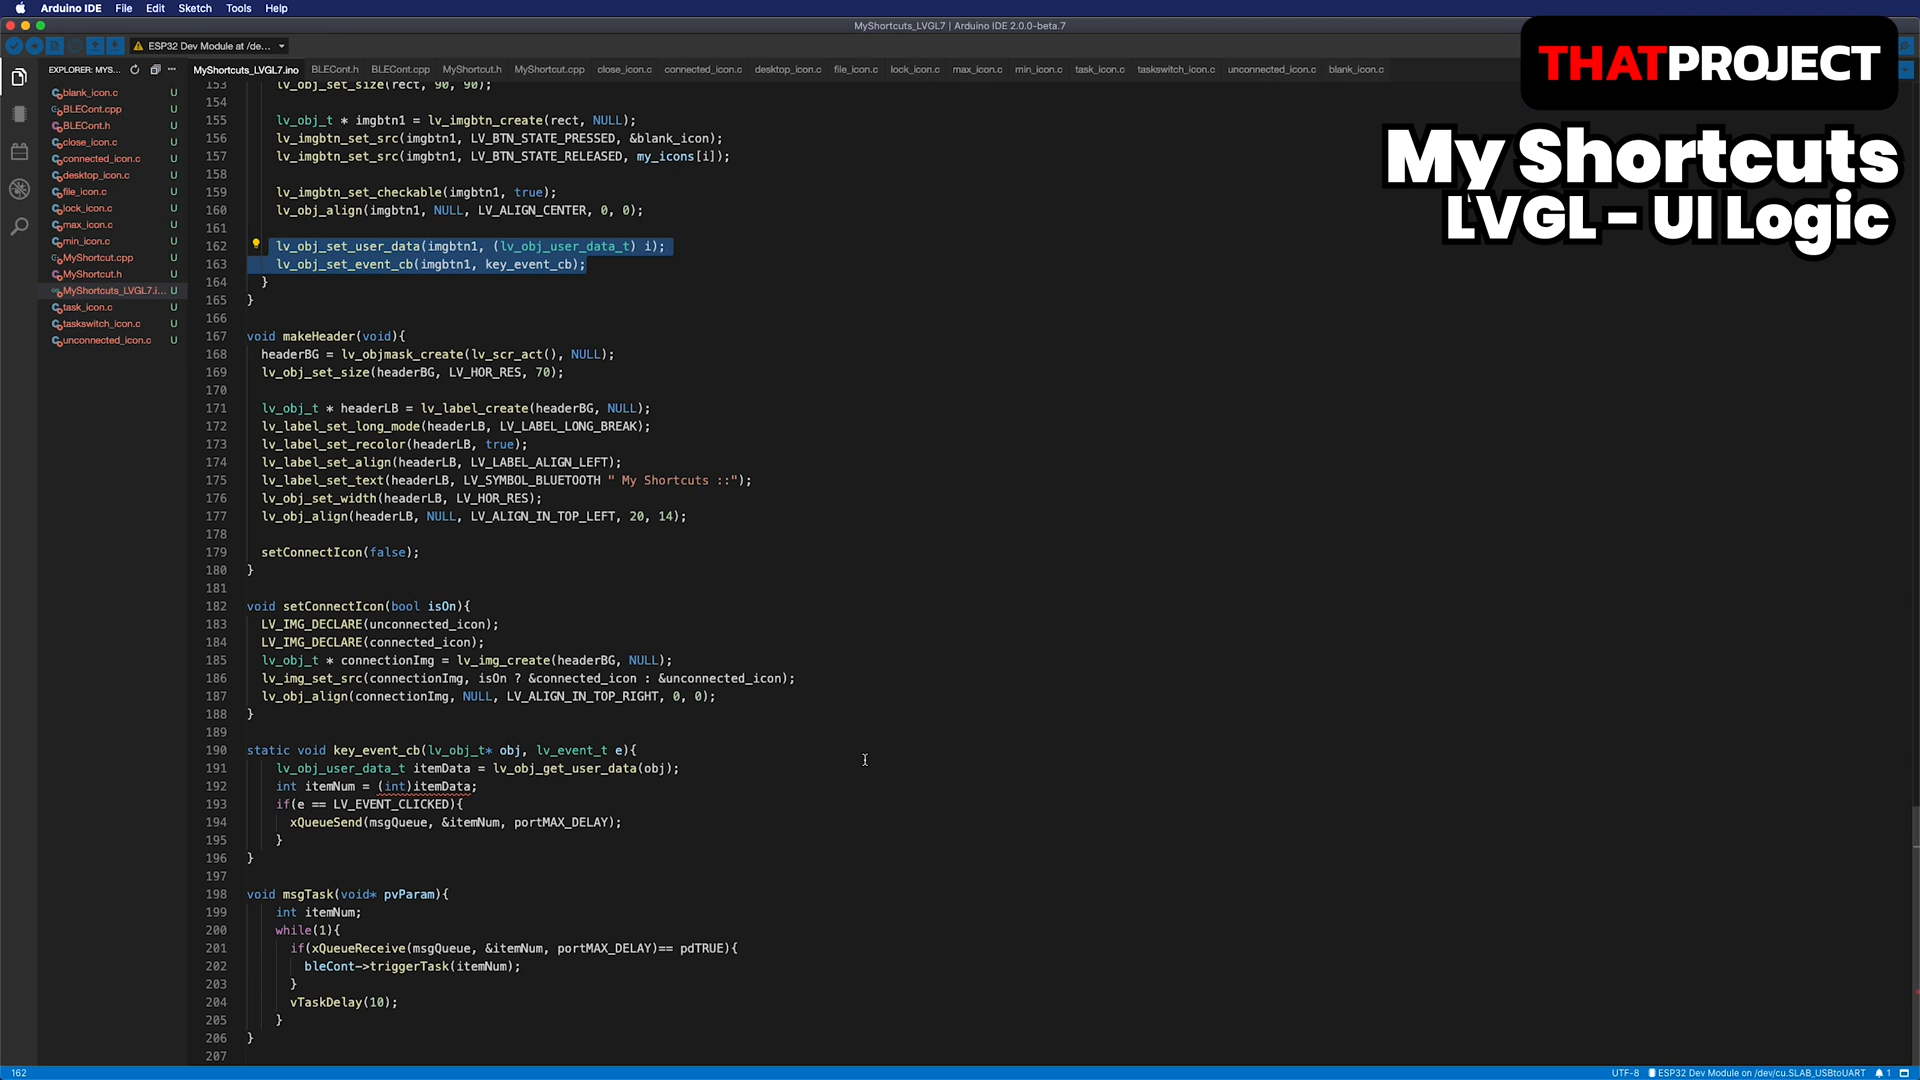 Arduino IDE File Edit Sketch Tools Help
MyShortcuts_LVGL7 | Arduino IDE 2.0.0-beta.7
ESP32 Dev Module at /de...
THATPROJECT
My Shortcuts
LVGL - UI Logic
EXPLORER: MYS...
MyShortcuts_LVGL7.ino BLECont.h BLECont.cpp MyShortcut.h MyShortcut.cpp close_icon.c connected_icon.c desktop_icon.c file_icon.c lock_icon.c max_icon.c min_icon.c task_icon.c taskswitch_icon.c unconnected_icon.c blank_icon.c
blank_icon.c U
BLECont.cpp U
BLECont.h U
close_icon.c U
connected_icon.c U
desktop_icon.c U
file_icon.c U
lock_icon.c U
max_icon.c U
min_icon.c U
MyShortcut.cpp U
MyShortcut.h U
MyShortcuts_LVGL7.i... U
task_icon.c U
taskswitch_icon.c U
unconnected_icon.c U
153 lv_obj_set_size(rect, 90, 90);
154
155 lv_obj_t * imgbtn1 = lv_imgbtn_create(rect, NULL);
156 lv_imgbtn_set_src(imgbtn1, LV_BTN_STATE_PRESSED, &blank_icon);
157 lv_imgbtn_set_src(imgbtn1, LV_BTN_STATE_RELEASED, my_icons[i]);
158
159 lv_imgbtn_set_checkable(imgbtn1, true);
160 lv_obj_align(imgbtn1, NULL, LV_ALIGN_CENTER, 0, 0);
161
162 lv_obj_set_user_data(imgbtn1, (lv_obj_user_data_t) i);
163 lv_obj_set_event_cb(imgbtn1, key_event_cb);
164 }
165 }
166
167 void makeHeader(void){
168 headerBG = lv_objmask_create(lv_scr_act(), NULL);
169 lv_obj_set_size(headerBG, LV_HOR_RES, 70);
170
171 lv_obj_t * headerLB = lv_label_create(headerBG, NULL);
172 lv_label_set_long_mode(headerLB, LV_LABEL_LONG_BREAK);
173 lv_label_set_recolor(headerLB, true);
174 lv_label_set_align(headerLB, LV_LABEL_ALIGN_LEFT);
175 lv_label_set_text(headerLB, LV_SYMBOL_BLUETOOTH " My Shortcuts ::");
176 lv_obj_set_width(headerLB, LV_HOR_RES);
177 lv_obj_align(headerLB, NULL, LV_ALIGN_IN_TOP_LEFT, 20, 14);
178
179 setConnectIcon(false);
180 }
181
182 void setConnectIcon(bool isOn){
183 LV_IMG_DECLARE(unconnected_icon);
184 LV_IMG_DECLARE(connected_icon);
185 lv_obj_t * connectionImg = lv_img_create(headerBG, NULL);
186 lv_img_set_src(connectionImg, isOn ? &connected_icon : &unconnected_icon);
187 lv_obj_align(connectionImg, NULL, LV_ALIGN_IN_TOP_RIGHT, 0, 0);
188 }
189
190 static void key_event_cb(lv_obj_t* obj, lv_event_t e){
191 lv_obj_user_data_t itemData = lv_obj_get_user_data(obj);
192 int itemNum = (int)itemData;
193 if(e == LV_EVENT_CLICKED){
194 xQueueSend(msgQueue, &itemNum, portMAX_DELAY);
195 }
196 }
197
198 void msgTask(void* pvParam){
199 int itemNum;
200 while(1){
201 if(xQueueReceive(msgQueue, &itemNum, portMAX_DELAY)== pdTRUE){
202 bleCont->triggerTask(itemNum);
203 }
204 vTaskDelay(10);
205 }
206 }
207
162 UTF-8 ESP32 Dev Module on /dev/cu.SLAB_USBtoUART 1